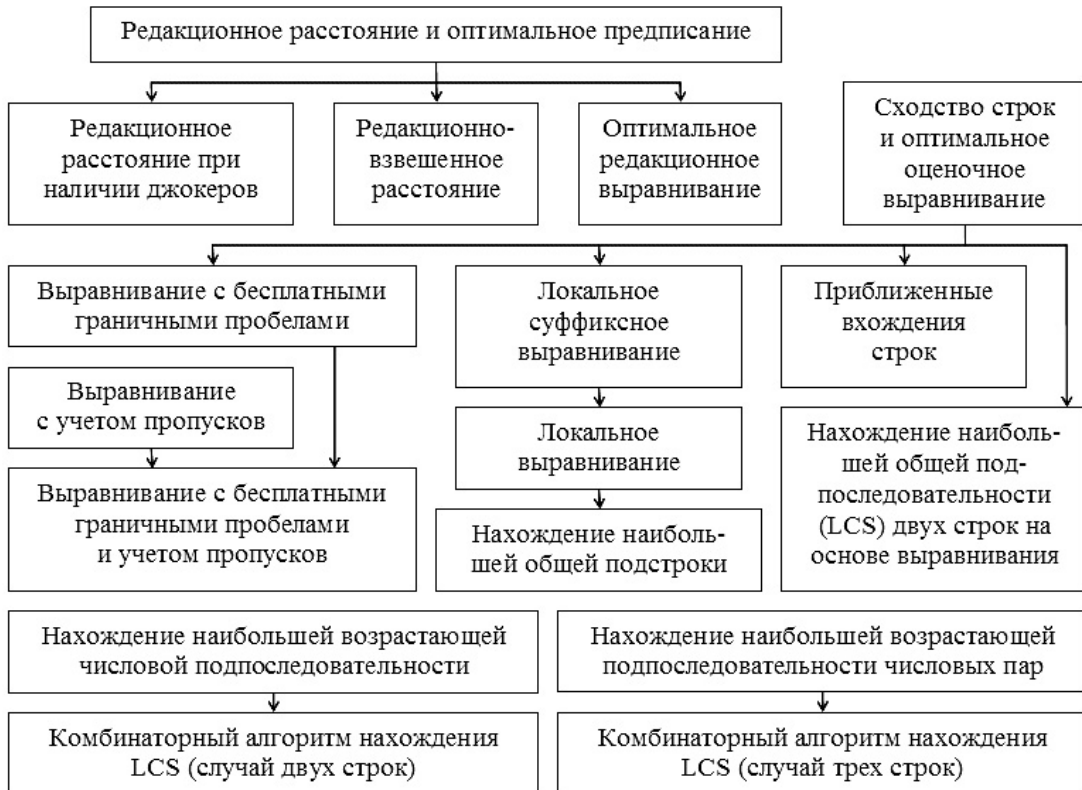 Редакционное расстояние и оптимальное предписание
Редакционное
расстояние при
наличии джокеров
Редакционно-
взвешенное
расстояние
Оптимальное
редакционное
выравнивание
Сходство строк
и оптимальное
оценочное
выравнивание
Выравнивание с бесплатными
граничными пробелами
Локальное
суффиксное
выравнивание
Приближенные
вхождения
строк
Выравнивание
с учетом пропусков
Локальное
выравнивание
Нахождение наиболь-
шей общей под-
последовательности
(LCS) двух строк на
основе выравнивания
Выравнивание с бесплатными
граничными пробелами
и учетом пропусков
Нахождение наиболь-
шей общей подстроки
Нахождение наибольшей возрастающей
числовой подпоследовательности
Нахождение наибольшей возрастающей
подпоследовательности числовых пар
Комбинаторный алгоритм нахождения
LCS (случай двух строк)
Комбинаторный алгоритм нахождения
LCS (случай трех строк)